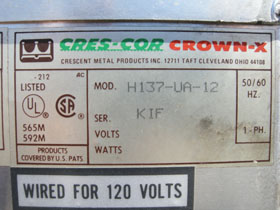 CRES-COR CROWN-X
CRESCENT METAL PRODUCTS INC. 12711 TAFT CLEVELAND OHIO 44108
-212 AC
LISTED
UL
SA
565M
592M
PRODUCTS
COVERED BY U.S. PATS.
MOD. H137-UA-12
50/60
HZ.
SER. KIF
VOLTS
1-PH.
WATTS
WIRED FOR 120 VOLTS